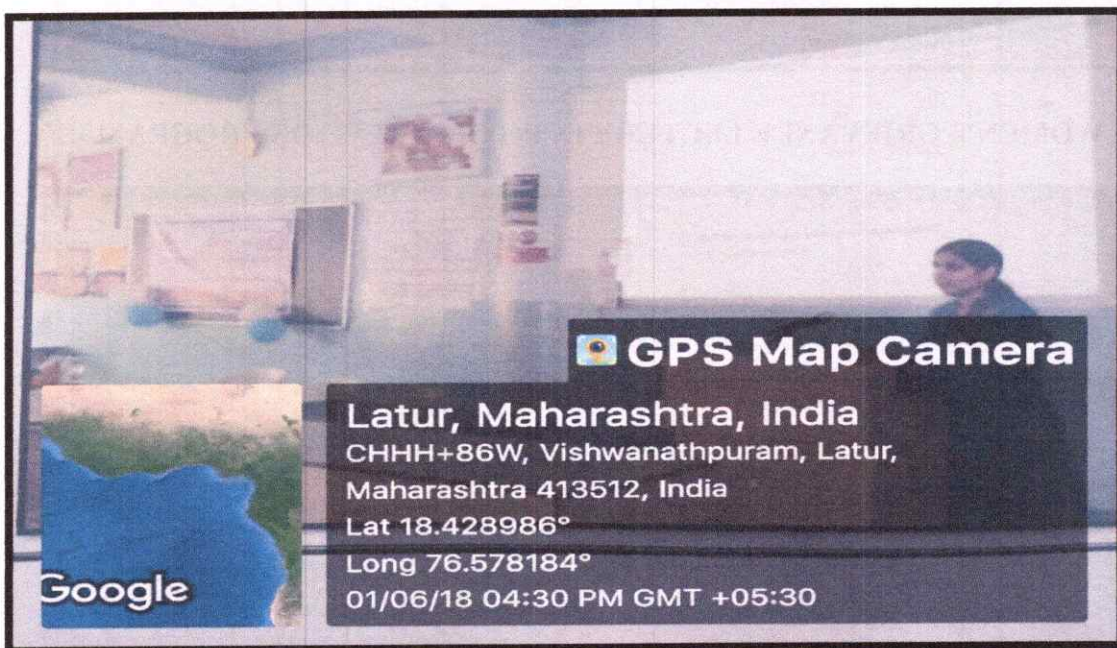 GPS Map Camera
Latur, Maharashtra, India
CHHH+86W, Vishwanathpuram, Latur,
Maharashtra 413512, India
Lat 18.428986°
Long 76.578184°
01/06/18 04:30 PM GMT +05:30
Google